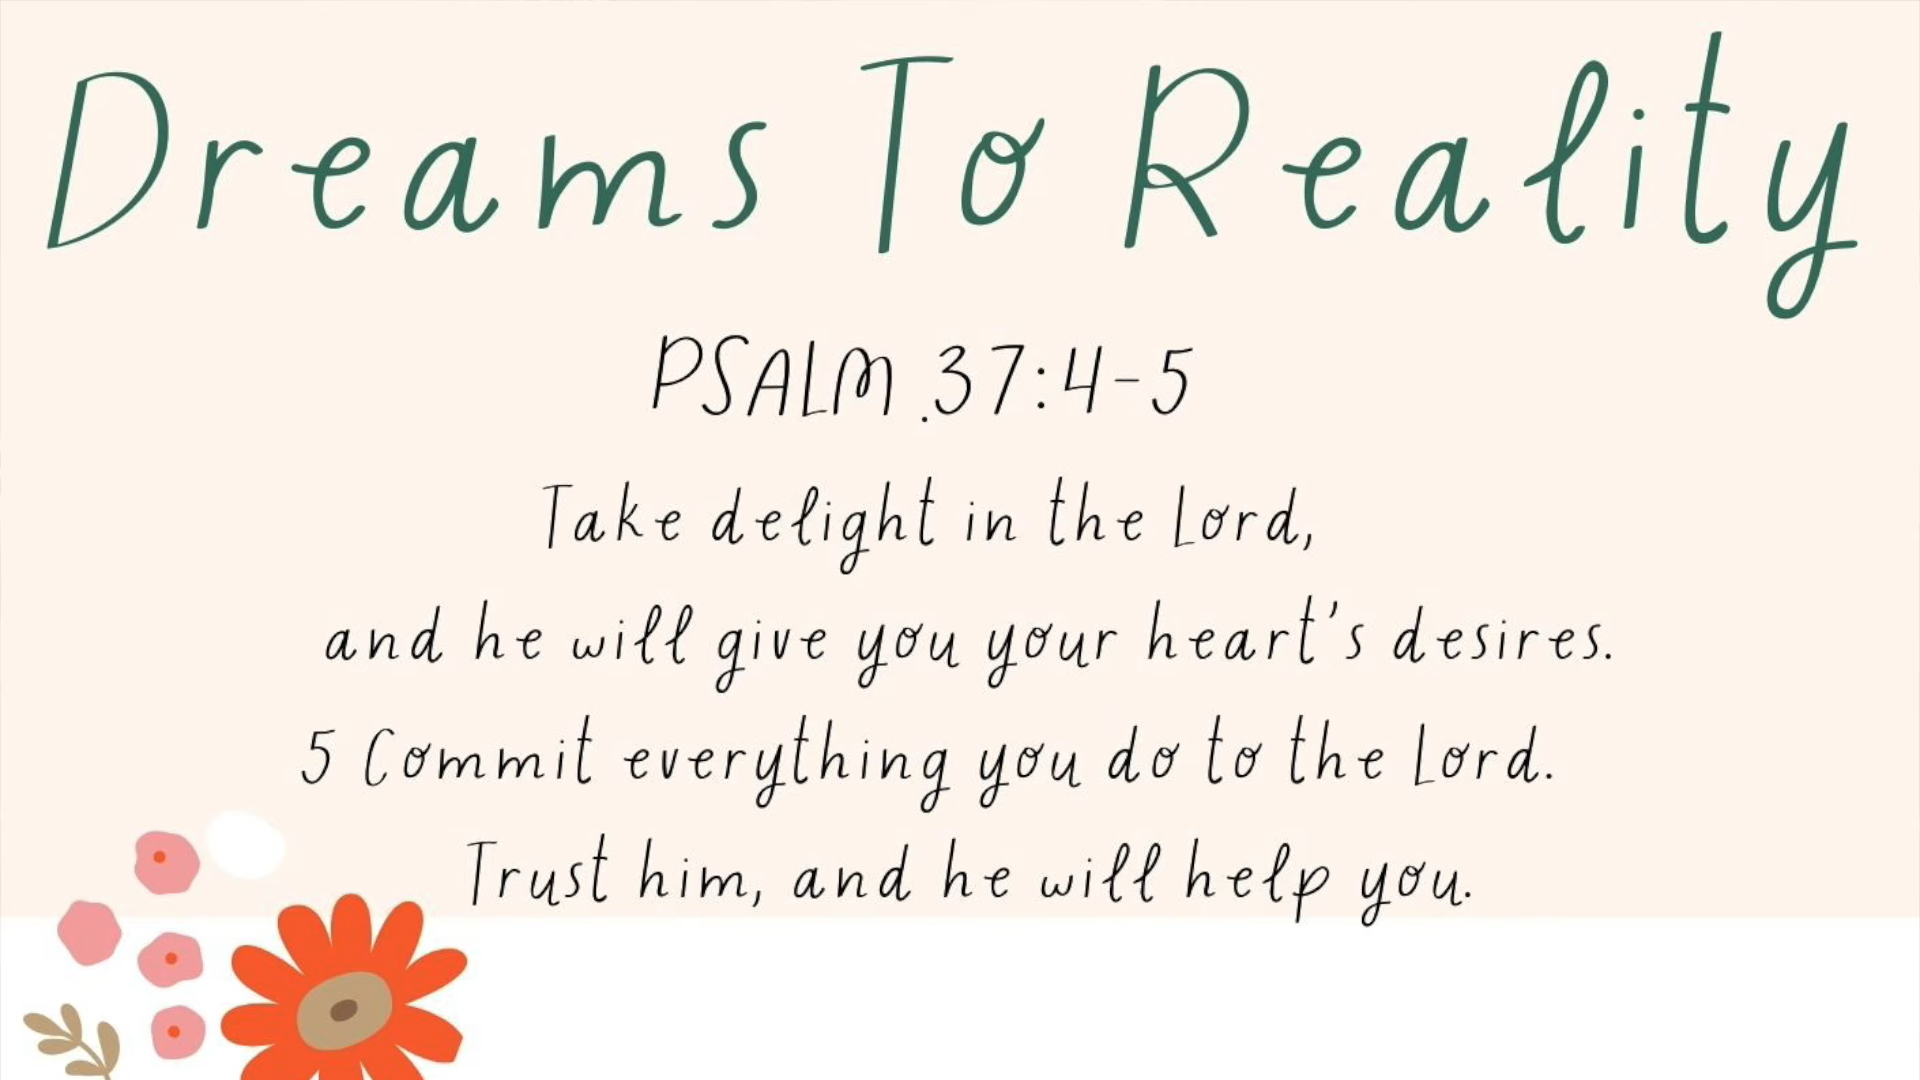 Dreams To Reality
PSALM .37:4-5
Take delight in the Lord,
and he will give you your heart's desires.
5 Commit everything you do to the Lord.
Trust him, and he will help you.